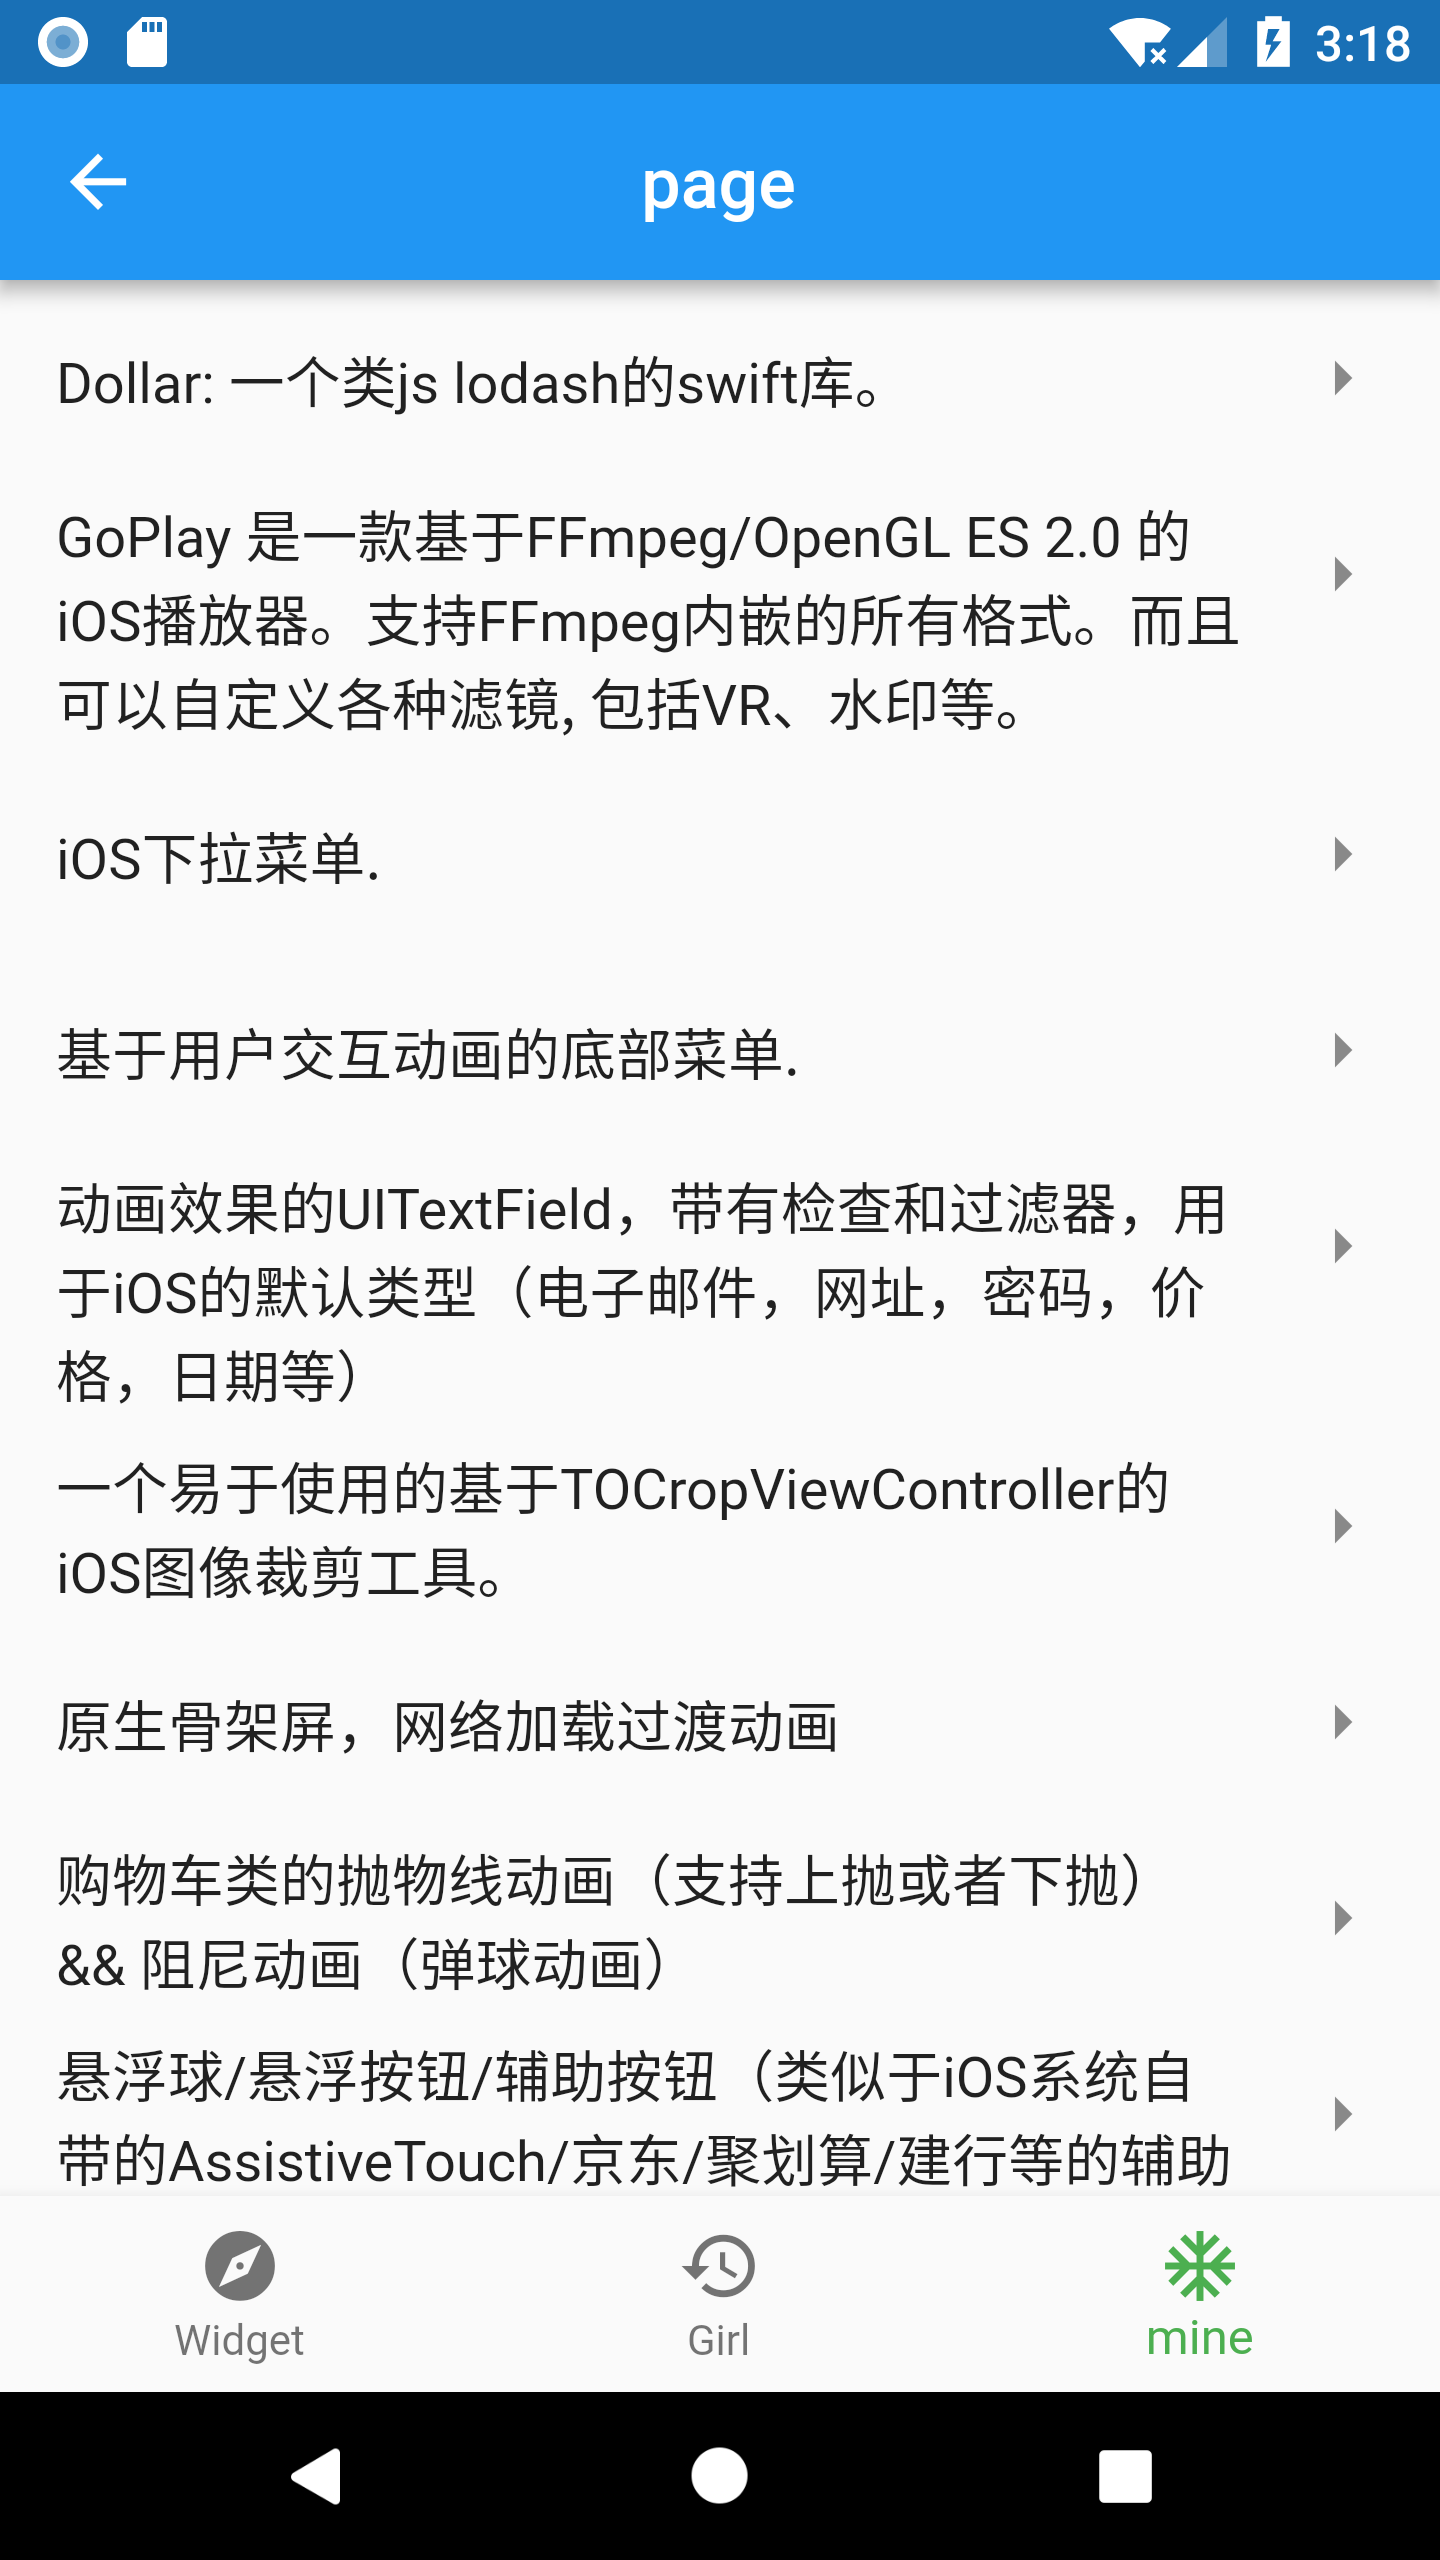 3:18
page
Dollar: 一个类js lodash的swift库。
GoPlay 是一款基于FFmpeg/OpenGL ES 2.0 的
iOS播放器。支持FFmpeg内嵌的所有格式。而且
可以自定义各种滤镜, 包括VR、水印等。
iOS下拉菜单.
基于用户交互动画的底部菜单.
动画效果的UITextField，带有检查和过滤器，用
于iOS的默认类型（电子邮件，网址，密码，价
格，日期等）
一个易于使用的基于TOCropViewController的
iOS图像裁剪工具。
原生骨架屏，网络加载过渡动画
购物车类的抛物线动画（支持上抛或者下抛）
&& 阻尼动画（弹球动画）
悬浮球/悬浮按钮/辅助按钮（类似于iOS系统自
带的AssistiveTouch/京东/聚划算/建行等的辅助
Widget
Girl
mine